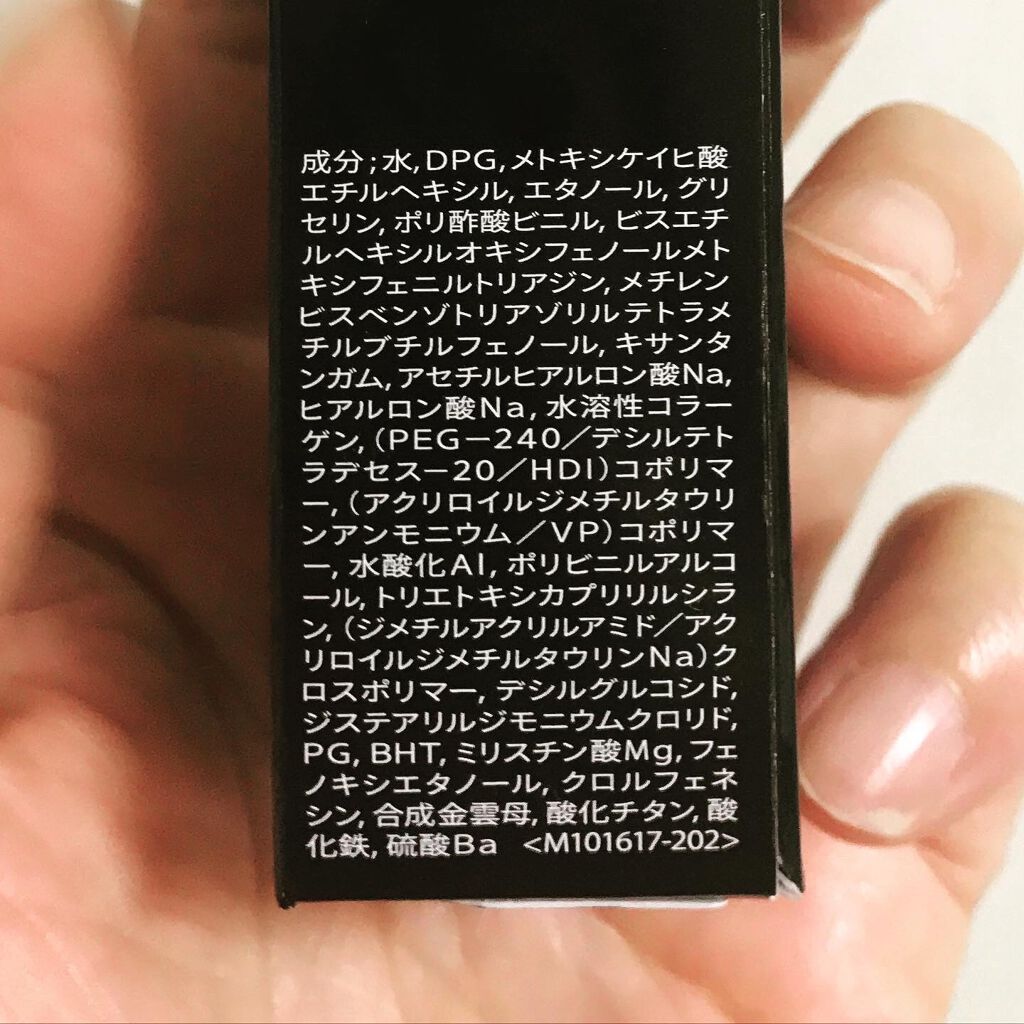 成分;水,DPG,メトキシケイヒ酸
エチルヘキシル,エタノール,グリ
セリン,ポリ酢酸ビニル,ビスエチ
ルヘキシルオキシフェノールメト
キシフェニルトリアジン,メチレン
ビスベンゾトリアゾリルテトラメ
チルブチルフェノール,キサンタ
ンガム,アセチルヒアルロン酸Na,
ヒアルロン酸Na,水溶性コラー
ゲン,(PEG-240/デシルテト
ラデセス-20/HDI)コポリマ
ー,(アクリロイルジメチルタウリ
ンアンモニウム/VP)コポリマ
ー,水酸化Al,ポリビニルアルコ
ール,トリエトキシカプリリルシラ
ン,(ジメチルアクリルアミド/アク
リロイルジメチルタウリンNa)ク
ロスポリマー,デシルグルコシド,
ジステアリルジモニウムクロリド,
PG,BHT,ミリスチン酸Mg,フェ
ノキシエタノール,クロルフェネ
シン,合成金雲母,酸化チタン,酸
化鉄,硫酸Ba <M101617-202>